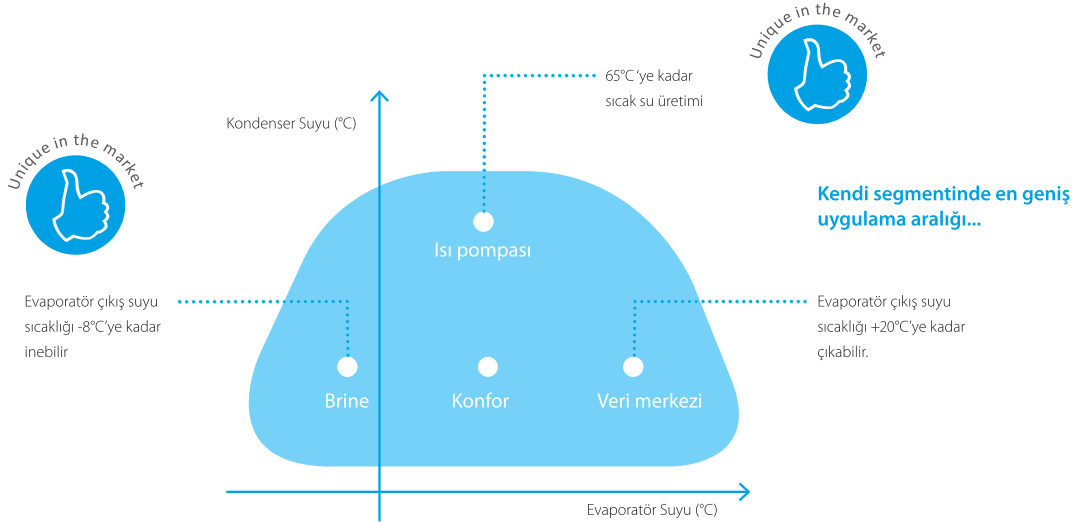 Unique in the market
65°C'ye kadar
sıcak su üretimi
Kondenser Suyu (°C)
Unique in the market
Kendi segmentinde en geniş
uygulama aralığı...
Isı pompası
Evaporatör çıkış suyu
sıcaklığı -8°C'ye kadar
inebilir
Evaporatör çıkış suyu
sıcaklığı +20°C'ye kadar
çıkabilir.
Brine
Konfor
Veri merkezi
Evaporatör Suyu (°C)